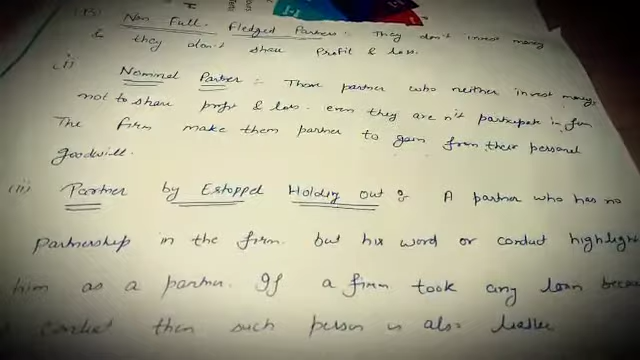 (B) Non Full Fledged Partner :- They don't invest money
& they don't share Profit & loss.
(i) Nominal Partner :- Those partner who neither invest money,
not to share profit & loss. even they are n't participate in firm
The firm make them partner to gain from their personal
goodwill.
(ii) Partner by Estoppel Holding out : A partner who has no
Partnership in the firm. but his word or conduct highlight
him as a partner. If a firm took any loan because
conduct then such person is also liable